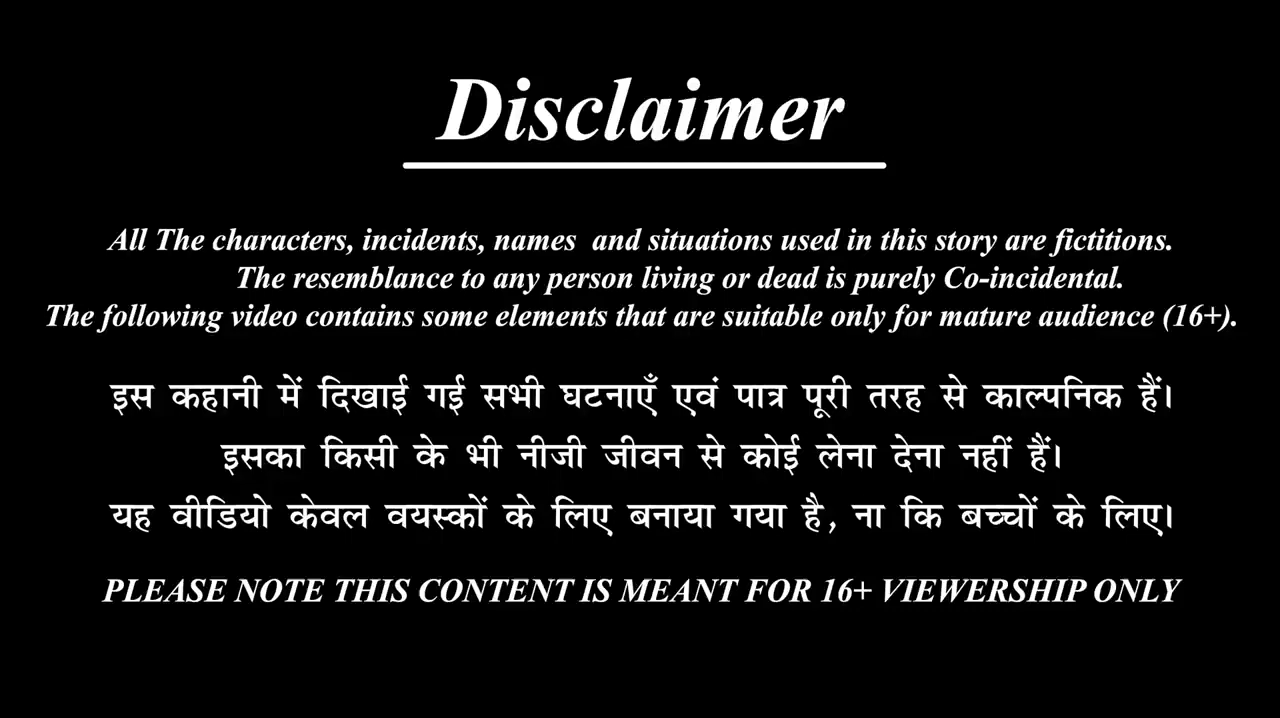 Disclaimer
All The characters, incidents, names and situations used in this story are fictitions.
The resemblance to any person living or dead is purely Co-incidental.
The following video contains some elements that are suitable only for mature audience (16+).
इस कहानी में दिखाई गई सभी घटनाएँ एवं पात्र पूरी तरह से काल्पनिक हैं।
इसका किसी के भी नीजी जीवन से कोई लेना देना नहीं हैं।
यह वीडियो केवल वयस्कों के लिए बनाया गया है, ना कि बच्चों के लिए।
PLEASE NOTE THIS CONTENT IS MEANT FOR 16+ VIEWERSHIP ONLY